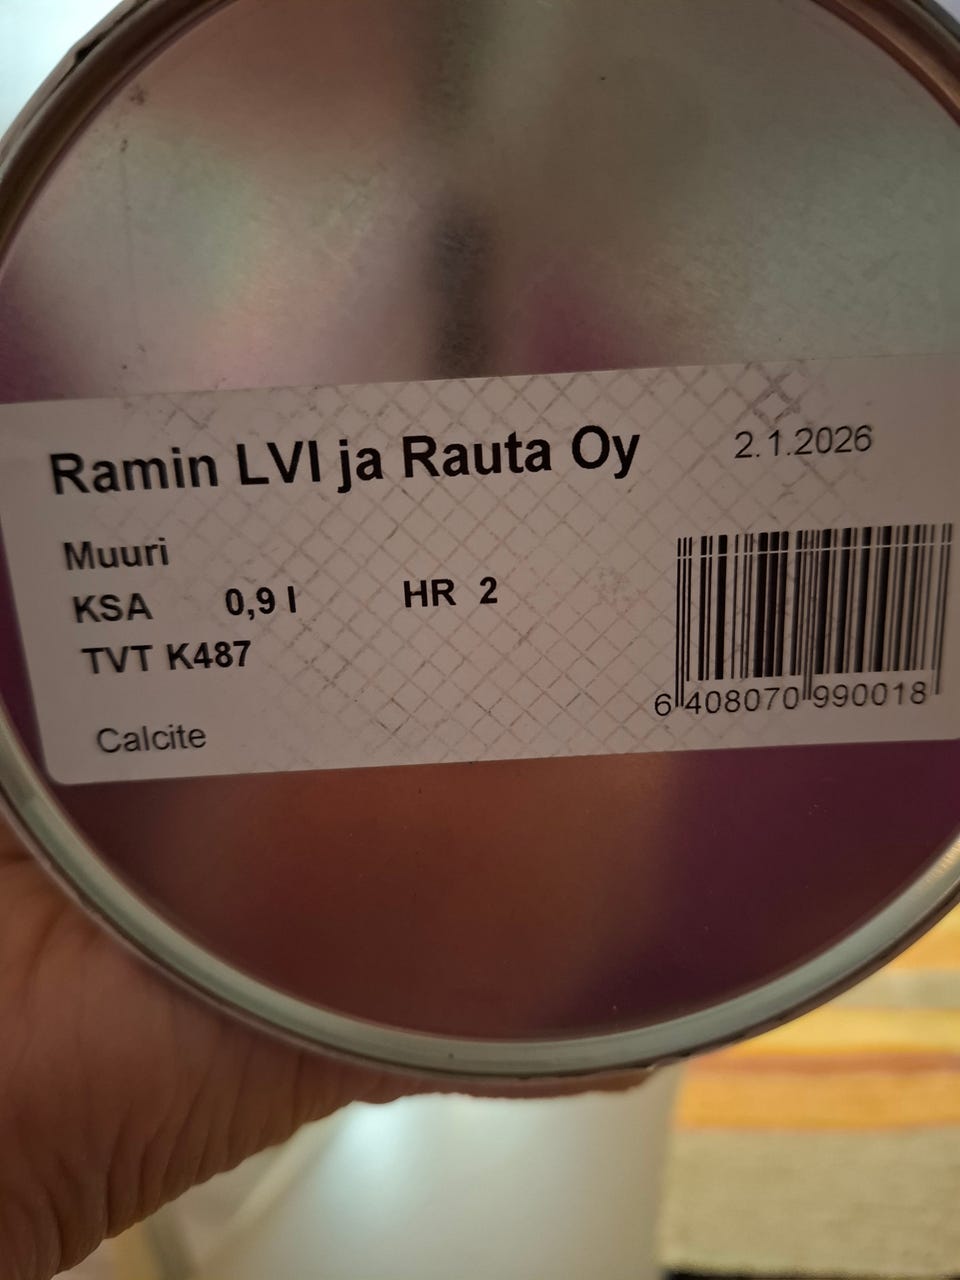 Ramin LVI ja Rauta Oy 2.1.2026
Muuri
KSA 0,9 l HR 2
TVT K487
Calcite
6 408070 990018